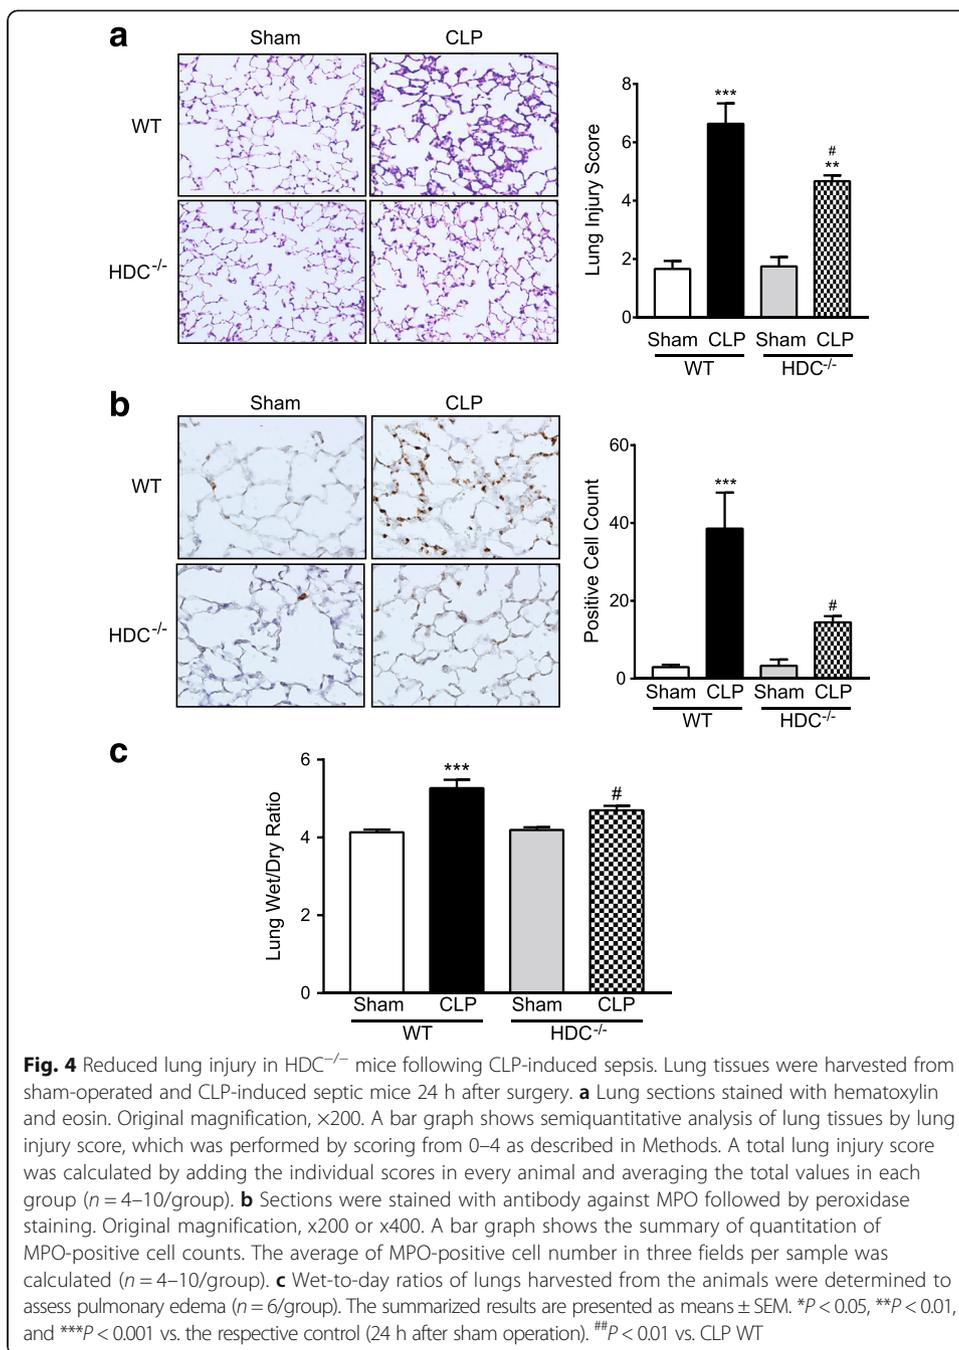 a
Sham CLP
WT
HDC-/-
Lung Injury Score
8
6
4
2
0
***
#
**
Sham CLP Sham CLP
WT HDC-/-
b
Sham CLP
WT
HDC-/-
Positive Cell Count
60
40
20
0
***
#
Sham CLP Sham CLP
WT HDC-/-
c
Lung Wet/Dry Ratio
6
4
2
0
***
#
Sham CLP Sham CLP
WT HDC-/-
Fig. 4 Reduced lung injury in HDC−/− mice following CLP-induced sepsis. Lung tissues were harvested from
sham-operated and CLP-induced septic mice 24 h after surgery. a Lung sections stained with hematoxylin
and eosin. Original magnification, ×200. A bar graph shows semiquantitative analysis of lung tissues by lung
injury score, which was performed by scoring from 0–4 as described in Methods. A total lung injury score
was calculated by adding the individual scores in every animal and averaging the total values in each
group (n = 4–10/group). b Sections were stained with antibody against MPO followed by peroxidase
staining. Original magnification, x200 or x400. A bar graph shows the summary of quantitation of
MPO-positive cell counts. The average of MPO-positive cell number in three fields per sample was
calculated (n = 4–10/group). c Wet-to-day ratios of lungs harvested from the animals were determined to
assess pulmonary edema (n = 6/group). The summarized results are presented as means ± SEM. *P < 0.05, **P < 0.01,
and ***P < 0.001 vs. the respective control (24 h after sham operation). ##P < 0.01 vs. CLP WT